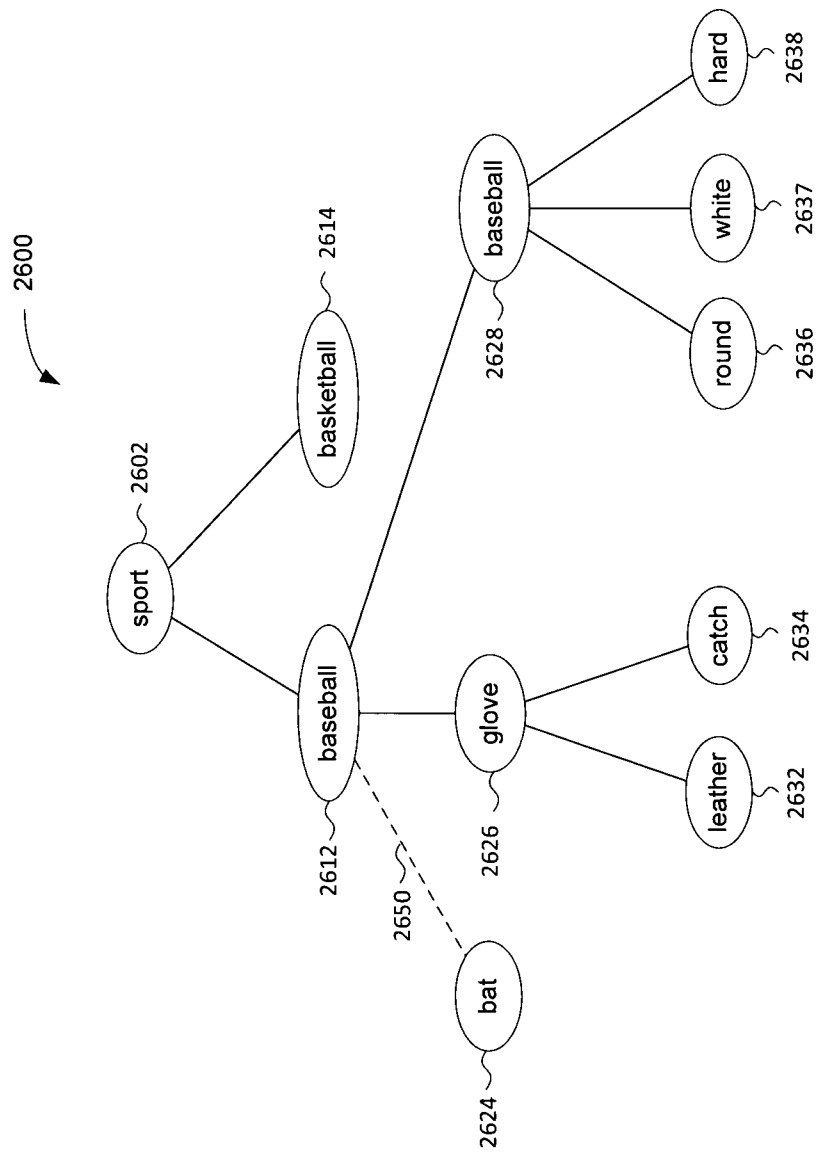 2600
2602
sport
2614
basketball
baseball
2612
2650
bat
2624
glove
2626
baseball
2628
leather
2632
catch
2634
round
2636
white
2637
hard
2638